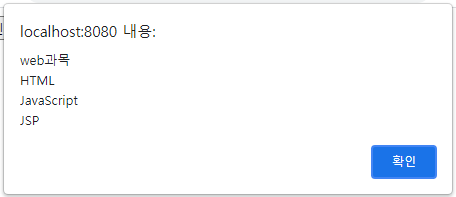 localhost:8080 내용:
web과목
HTML
JavaScript
JSP
확인